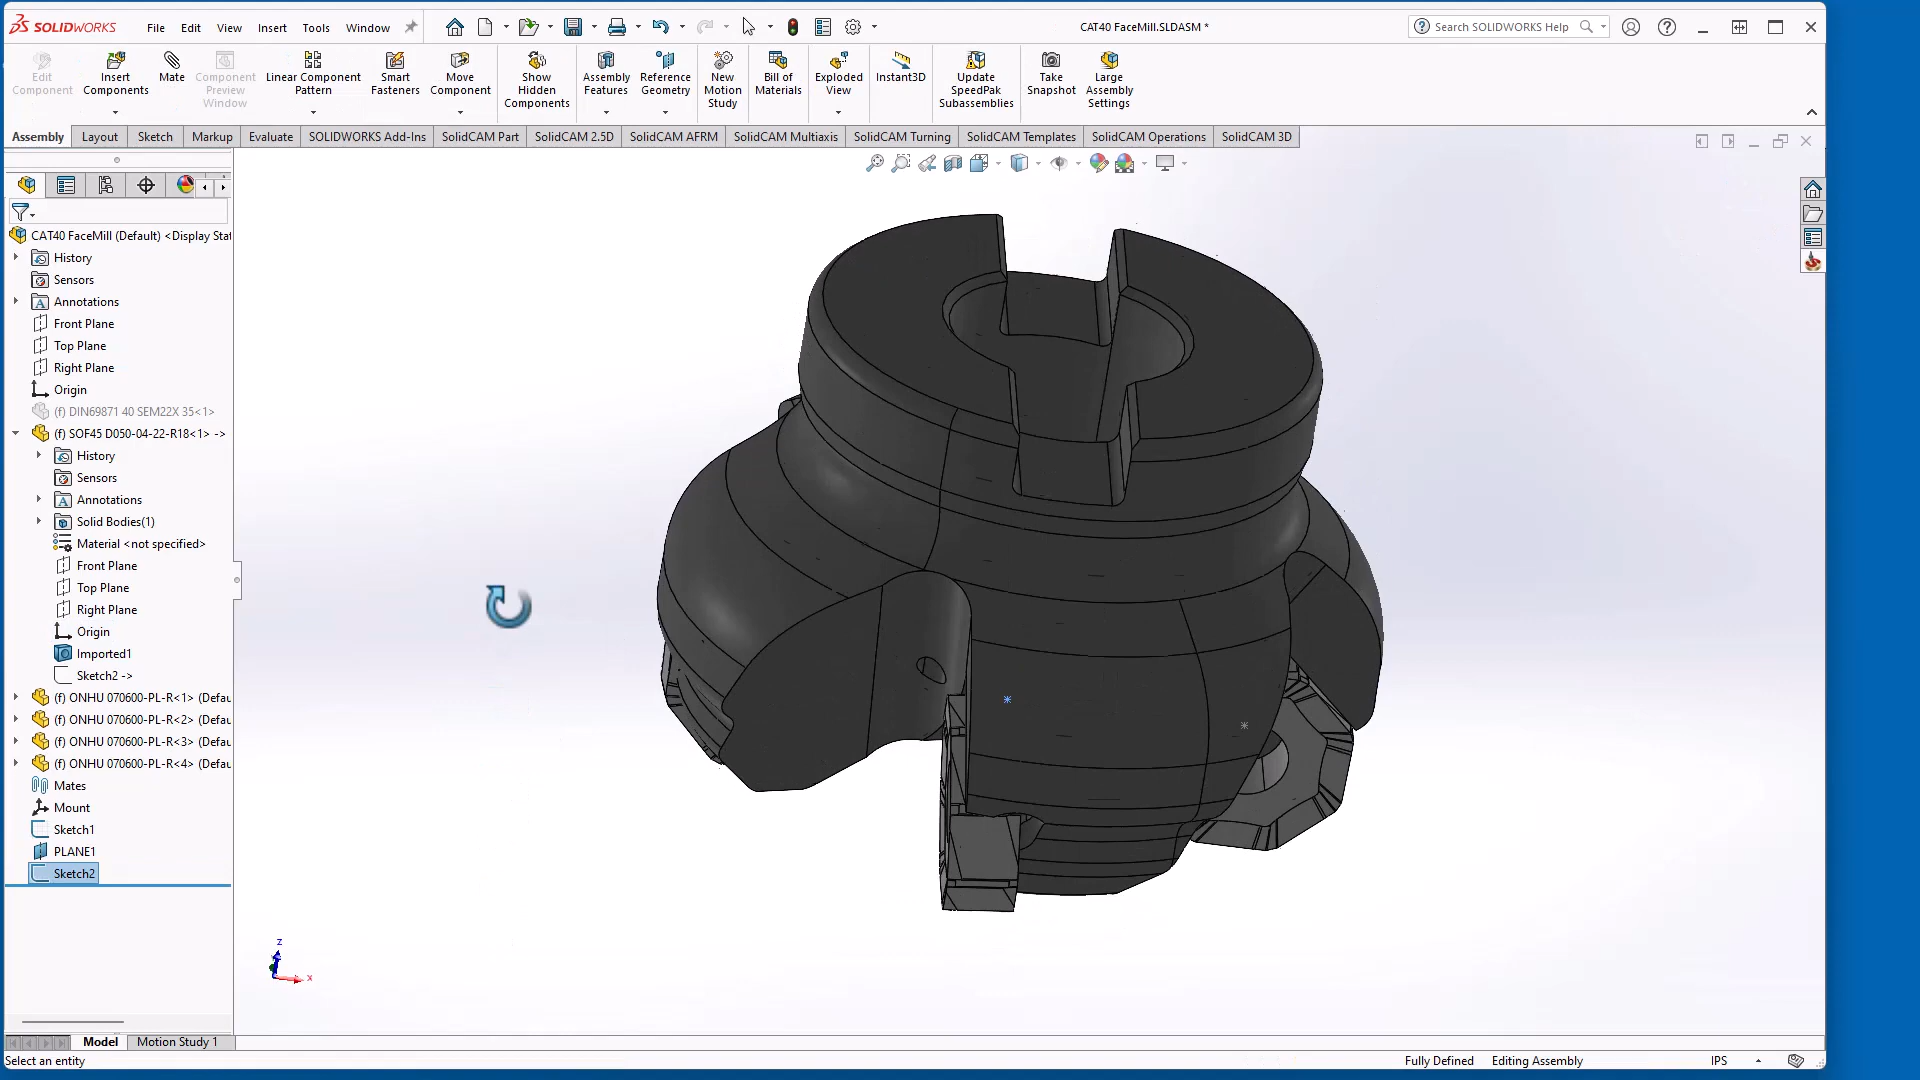 SOLIDWORKS File Edit View Insert Tools Window CAT40 FaceMill.SLDASM * Search SOLIDWORKS Help
Edit Component
Insert Components
Mate
Component Preview Window
Linear Component Pattern
Smart Fasteners
Move Component
Show Hidden Components
Assembly Features
Reference Geometry
New Motion Study
Bill of Materials
Exploded View
Instant3D
Update SpeedPak Subassemblies
Take Snapshot
Large Assembly Settings
Assembly Layout Sketch Markup Evaluate SOLIDWORKS Add-Ins SolidCAM Part SolidCAM 2.5D SolidCAM AFRM SolidCAM Multiaxis SolidCAM Turning SolidCAM Templates SolidCAM Operations SolidCAM 3D
CAT40 FaceMill (Default) <Display Stat
History
Sensors
Annotations
Front Plane
Top Plane
Right Plane
Origin
(f) DIN69871 40 SEM22X 35<1>
(f) SOF45 D050-04-22-R18<1> ->
History
Sensors
Annotations
Solid Bodies(1)
Material <not specified>
Front Plane
Top Plane
Right Plane
Origin
Imported1
Sketch2 ->
(f) ONHU 070600-PL-R<1> (Defau
(f) ONHU 070600-PL-R<2> (Defau
(f) ONHU 070600-PL-R<3> (Defau
(f) ONHU 070600-PL-R<4> (Defau
Mates
Mount
Sketch1
PLANE1
Sketch2
z
x
Model Motion Study 1
Select an entity Fully Defined Editing Assembly IPS